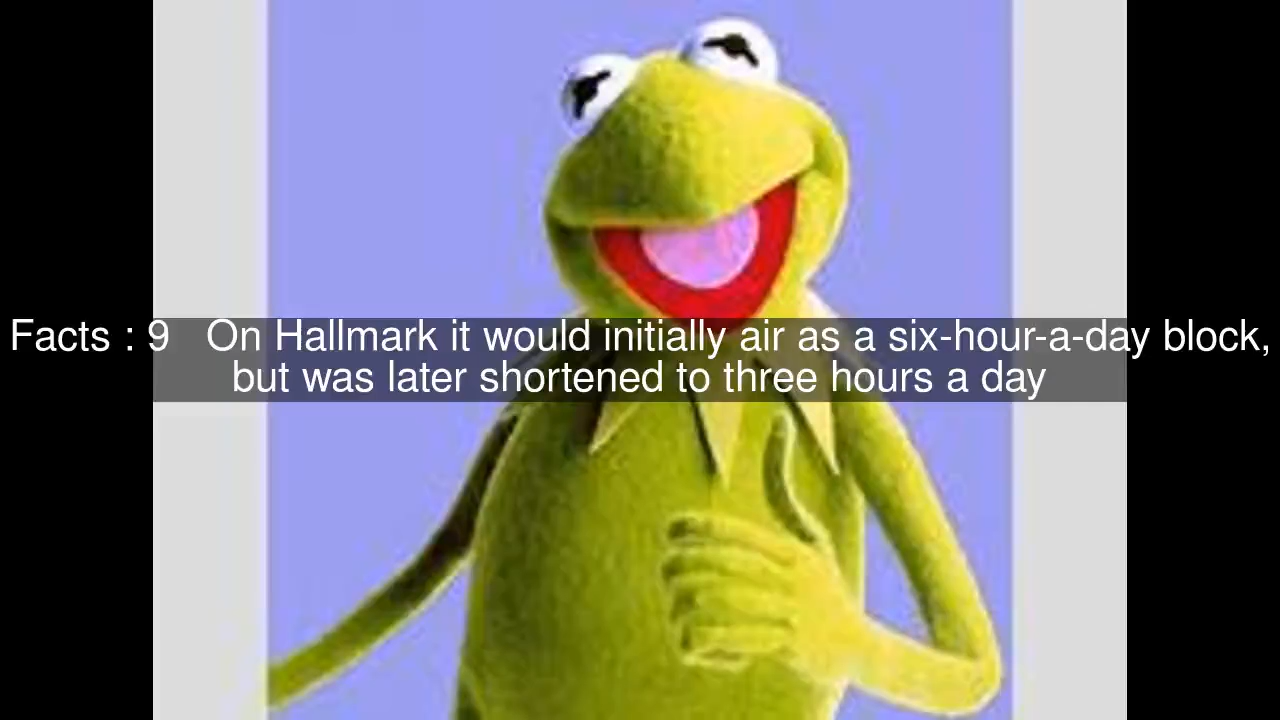 Facts : 9   On Hallmark it would initially air as a six-hour-a-day block,
but was later shortened to three hours a day